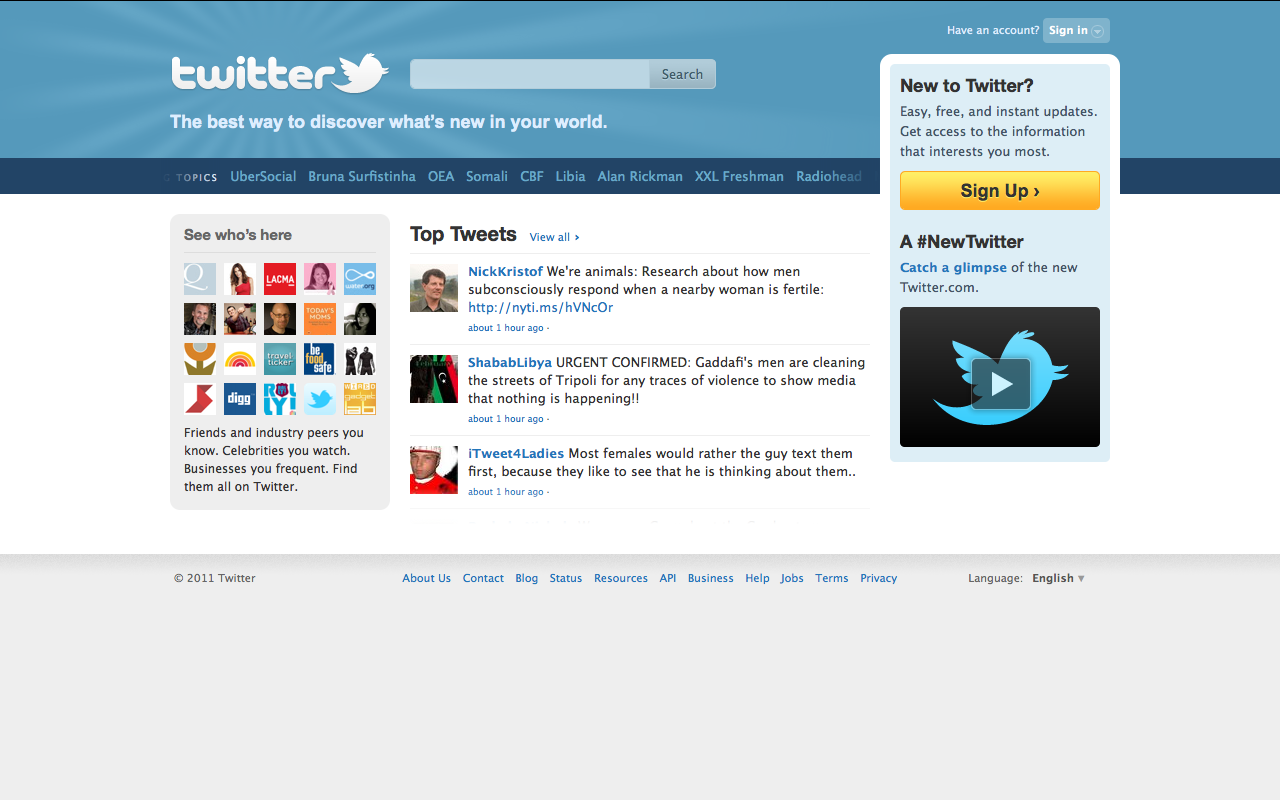 Have an account? Sign in
twitter
Search
The best way to discover what's new in your world.
TOPICS UberSocial Bruna Surfistinha OEA Somali CBF Libia Alan Rickman XXL Freshman Radiohead
New to Twitter?
Easy, free, and instant updates.
Get access to the information
that interests you most.
Sign Up ›
A #NewTwitter
Catch a glimpse of the new
Twitter.com.
See who's here
Q
LACMA
water.org
TODAY'S
MOMS
travel
ticker
be
food
safe
digg
WIRED
gadget
Friends and industry peers you
know. Celebrities you watch.
Businesses you frequent. Find
them all on Twitter.
Top Tweets View all ›
NickKristof We're animals: Research about how men
subconsciously respond when a nearby woman is fertile:
http://nyti.ms/hVNcOr
about 1 hour ago ·
ShababLibya URGENT CONFIRMED: Gaddafi's men are cleaning
the streets of Tripoli for any traces of violence to show media
that nothing is happening!!
about 1 hour ago ·
iTweet4Ladies Most females would rather the guy text them
first, because they like to see that he is thinking about them..
about 1 hour ago ·
© 2011 Twitter
About Us Contact Blog Status Resources API Business Help Jobs Terms Privacy
Language: English ▾